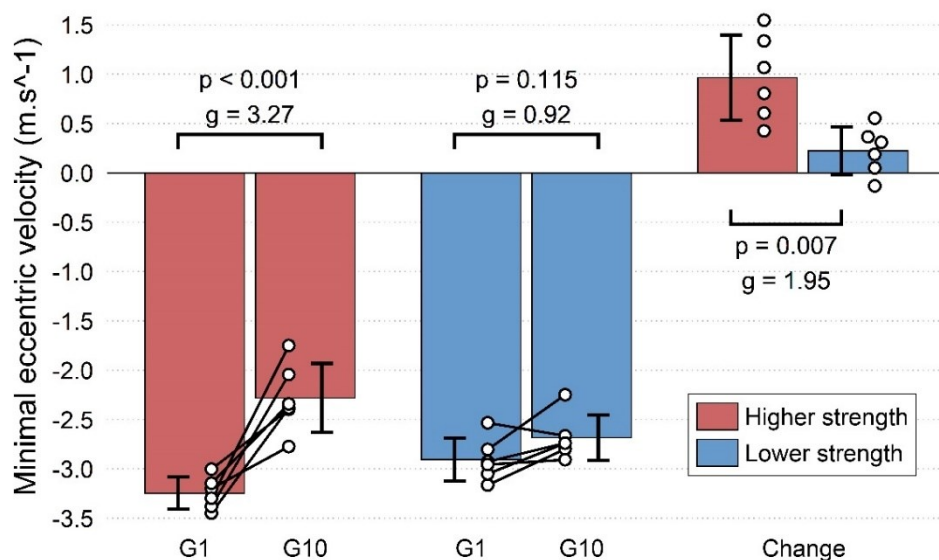 Minimal eccentric velocity (m.s^-1)
1.5
1.0
0.5
0.0
-0.5
-1.0
-1.5
-2.0
-2.5
-3.0
-3.5
p < 0.001
g = 3.27
p = 0.115
g = 0.92
p = 0.007
g = 1.95
Higher strength
Lower strength
G1 G10 G1 G10 Change